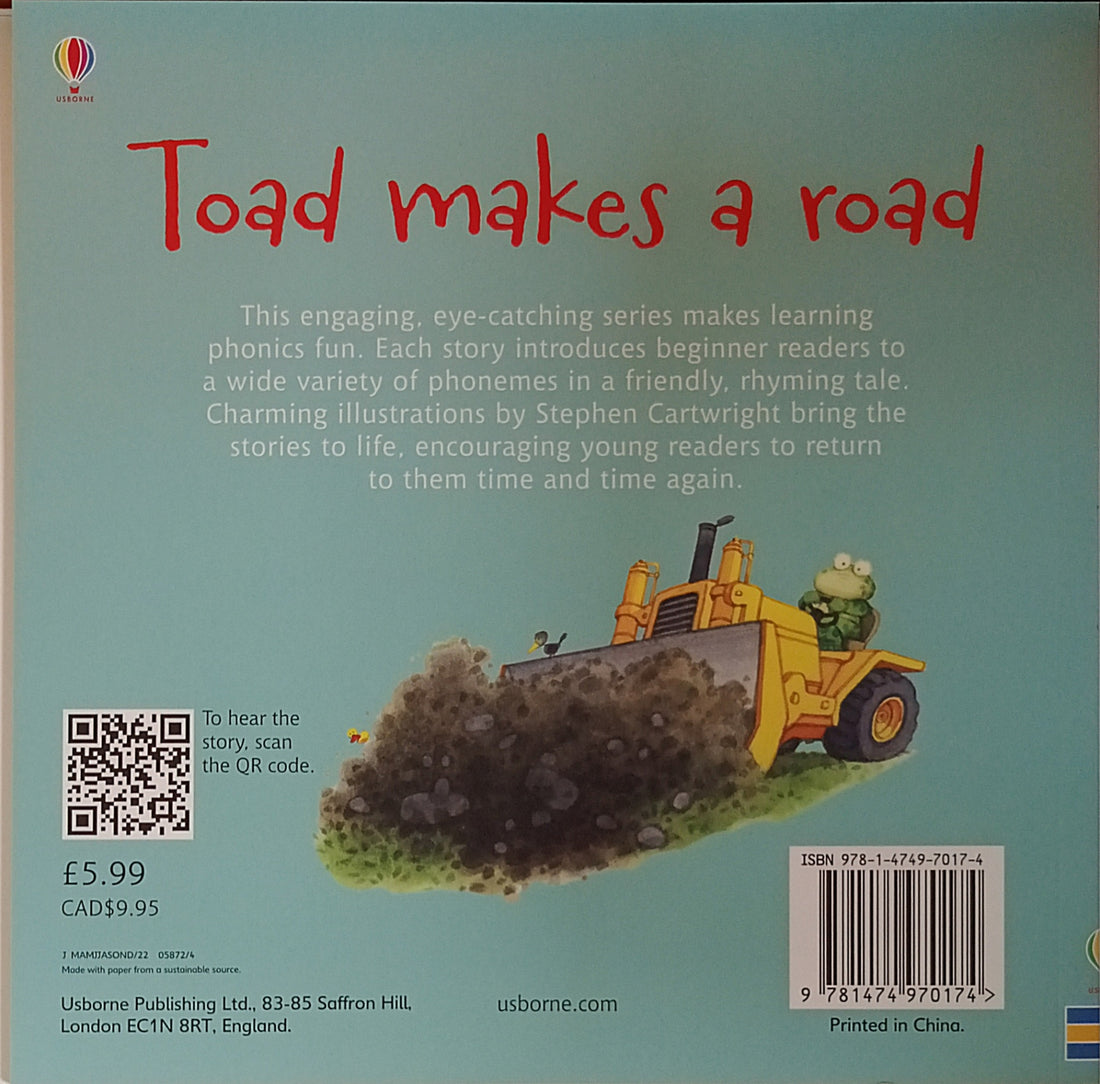 USBORNE
Toad makes a road
This engaging, eye-catching series makes learning
phonics fun. Each story introduces beginner readers to
a wide variety of phonemes in a friendly, rhyming tale.
Charming illustrations by Stephen Cartwright bring the
stories to life, encouraging young readers to return
to them time and time again.
To hear the
story, scan
the QR code.
£5.99
CAD$9.95
J MAMJJASOND/22 05872/4
Made with paper from a sustainable source.
Usborne Publishing Ltd., 83-85 Saffron Hill,
London EC1N 8RT, England.
usborne.com
ISBN 978-1-4749-7017-4
9 781474 970174 >
Printed in China.